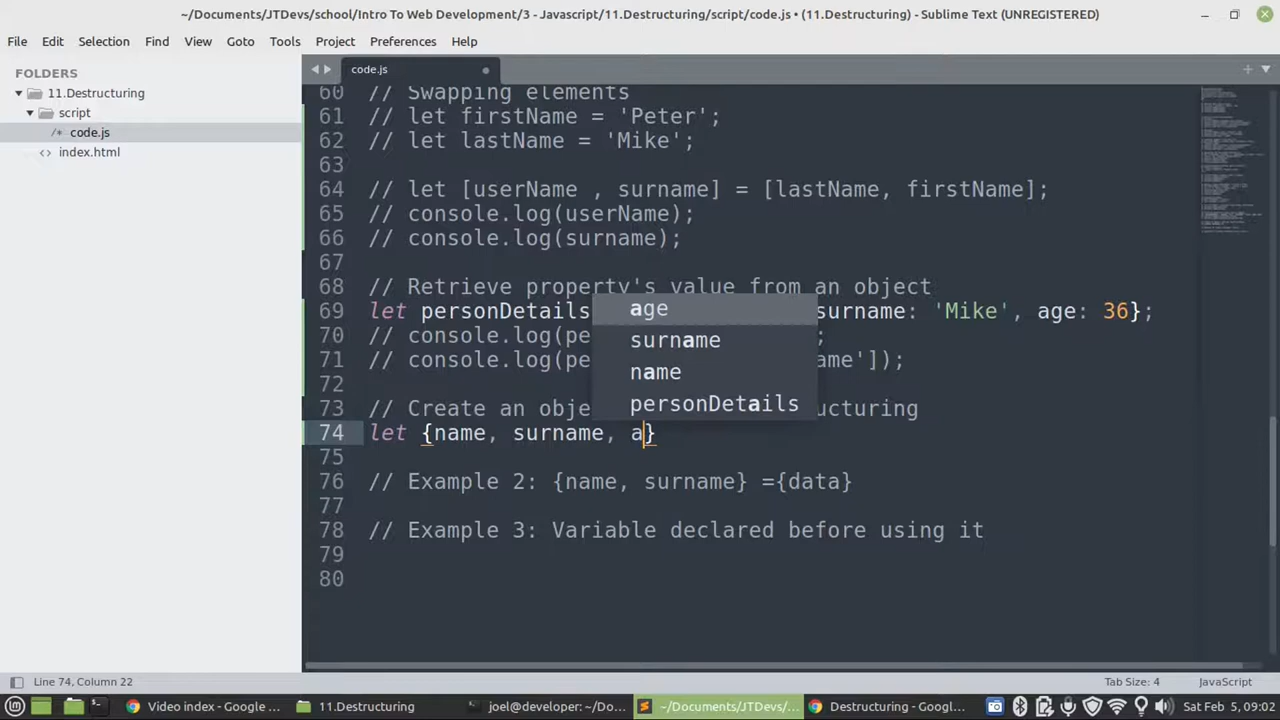 ~/Documents/JTDevs/school/Intro To Web Development/3 - Javascript/11.Destructuring/script/code.js • (11.Destructuring) - Sublime Text (UNREGISTERED)
File Edit Selection Find View Goto Tools Project Preferences Help
FOLDERS
11.Destructuring
script
/* code.js
<> index.html
code.js
60 // Swapping elements
61 // let firstName = 'Peter';
62 // let lastName = 'Mike';
63
64 // let [userName , surname] = [lastName, firstName];
65 // console.log(userName);
66 // console.log(surname);
67
68 // Retrieve property's value from an object
69 let personDetails surname: 'Mike', age: 36};
70 // console.log(pe ;
71 // console.log(pe ame']);
72
73 // Create an obje ucturing
74 let {name, surname, a}
75
76 // Example 2: {name, surname} ={data}
77
78 // Example 3: Variable declared before using it
79
80
age
surname
name
personDetails
Line 74, Column 22 Tab Size: 4 JavaScript
Video index - Google ... 11.Destructuring joel@developer: ~/Do... ~/Documents/JTDevs/... Destructuring - Googl... Sat Feb 5, 09:02